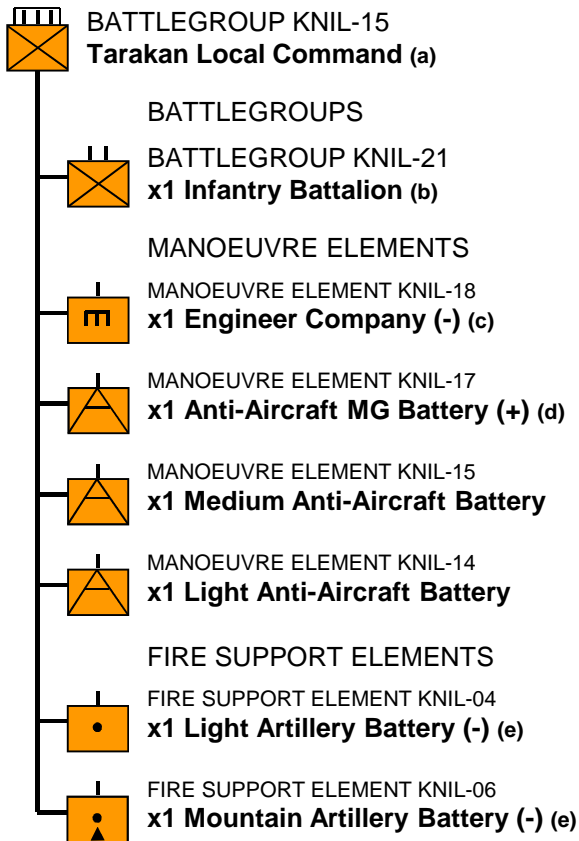 BATTLEGROUP KNIL-15
Tarakan Local Command (a)
BATTLEGROUPS
BATTLEGROUP KNIL-21
x1 Infantry Battalion (b)
MANOEUVRE ELEMENTS
MANOEUVRE ELEMENT KNIL-18
x1 Engineer Company (-) (c)
MANOEUVRE ELEMENT KNIL-17
x1 Anti-Aircraft MG Battery (+) (d)
MANOEUVRE ELEMENT KNIL-15
x1 Medium Anti-Aircraft Battery
MANOEUVRE ELEMENT KNIL-14
x1 Light Anti-Aircraft Battery
FIRE SUPPORT ELEMENTS
FIRE SUPPORT ELEMENT KNIL-04
x1 Light Artillery Battery (-) (e)
FIRE SUPPORT ELEMENT KNIL-06
x1 Mountain Artillery Battery (-) (e)